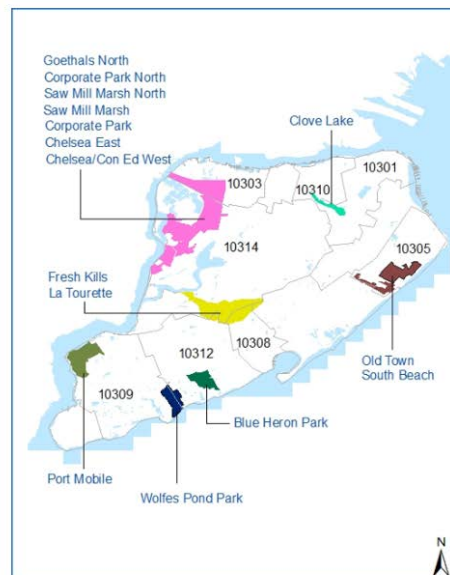 Goethals North
Corporate Park North
Saw Mill Marsh North
Saw Mill Marsh
Corporate Park
Chelsea East
Chelsea/Con Ed West
Clove Lake
10303
10310
10301
10314
10305
Fresh Kills
La Tourette
Old Town
South Beach
10312
10308
10309
Blue Heron Park
Port Mobile
Wolfes Pond Park
N